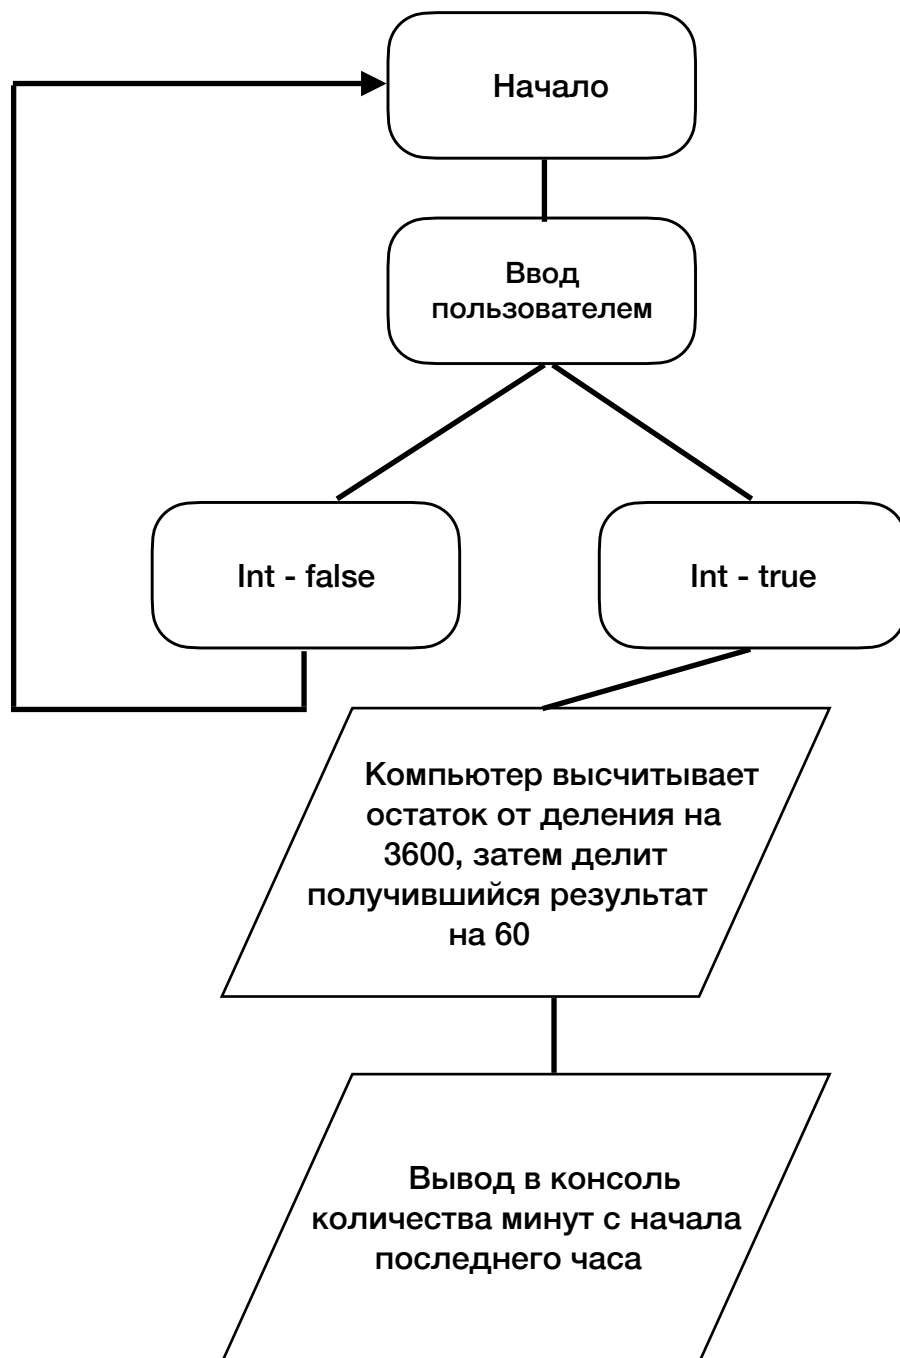 Начало
Ввод
пользователем
Int - false
Int - true
Компьютер высчитывает
остаток от деления на
3600, затем делит
получившийся результат
на 60
Вывод в консоль
количества минут с начала
последнего часа